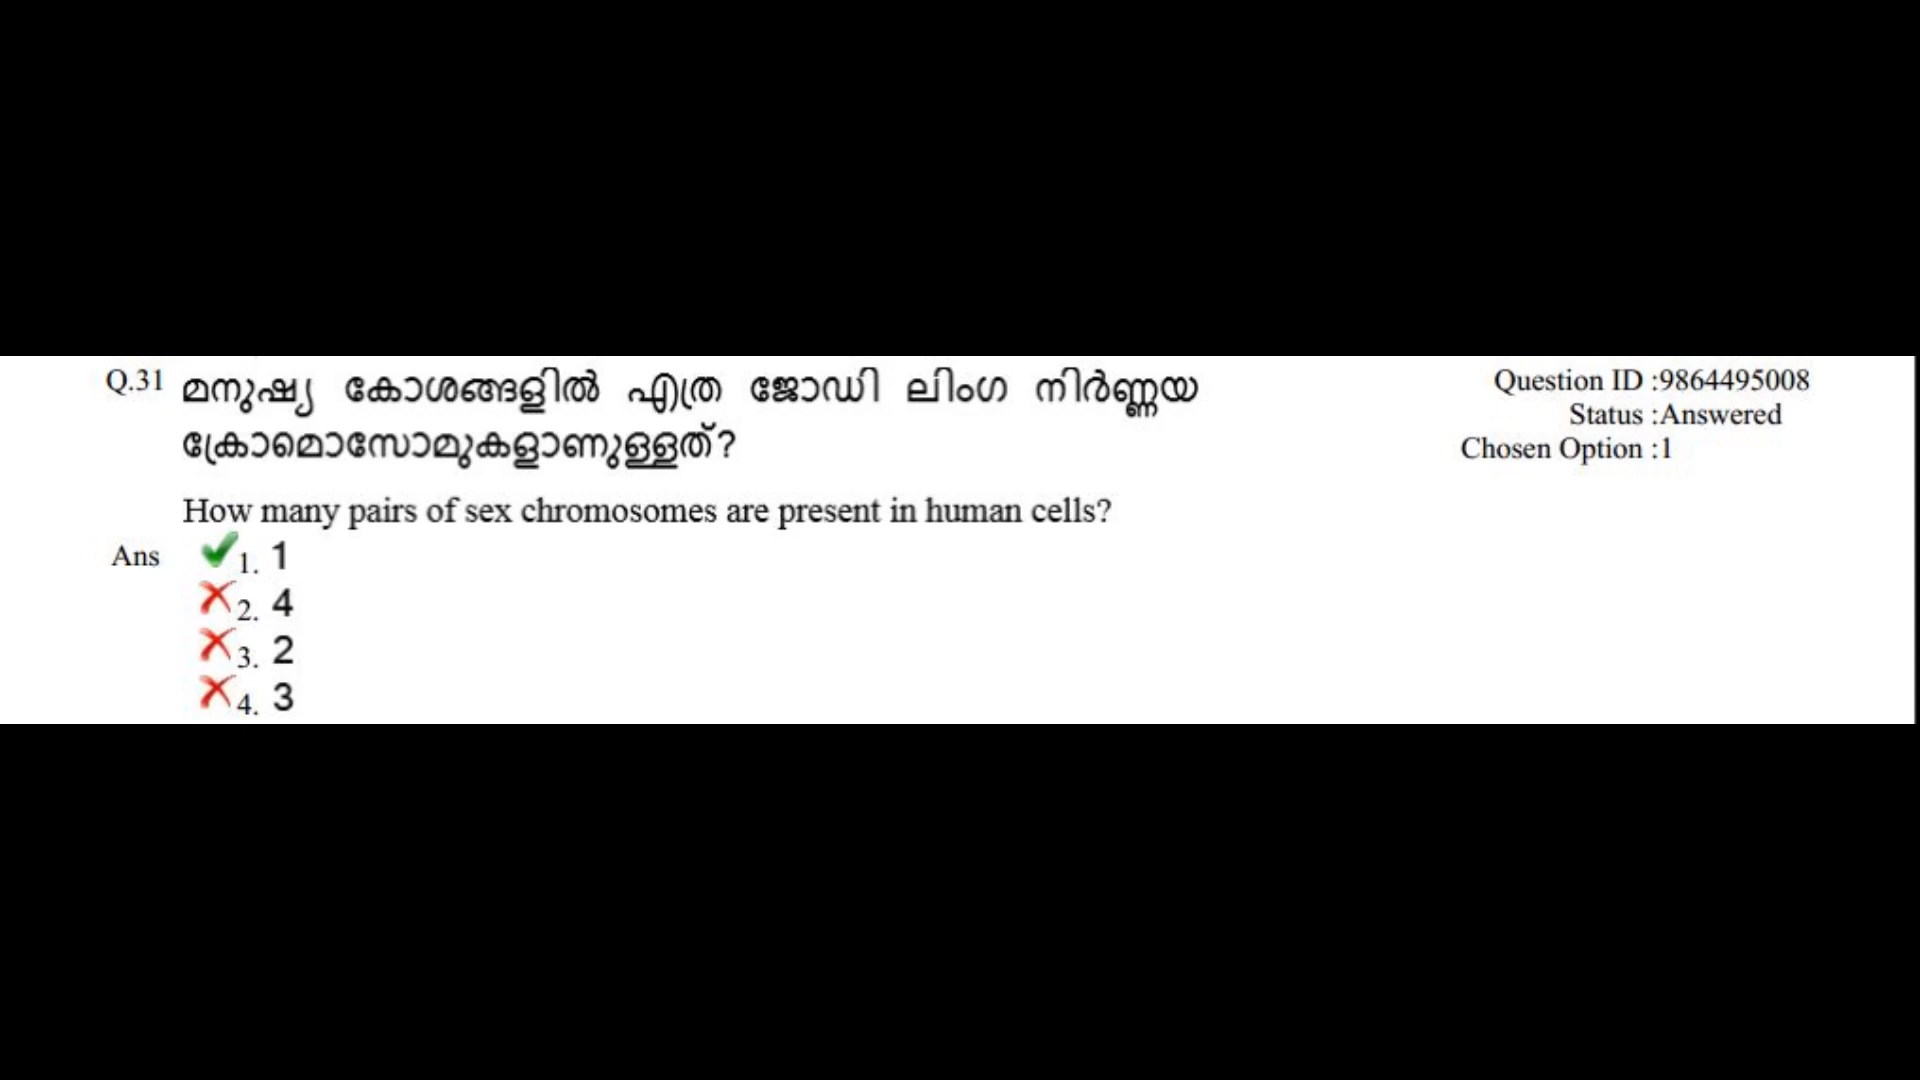 Q.31 മനുഷ്യ കോശങ്ങളിൽ എത്ര ജോഡി ലിംഗ നിർണ്ണയ
ക്രോമൊസോമുകളാണുള്ളത്?
How many pairs of sex chromosomes are present in human cells?
Ans 1. 1
2. 4
3. 2
4. 3
Question ID :9864495008
Status :Answered
Chosen Option :1